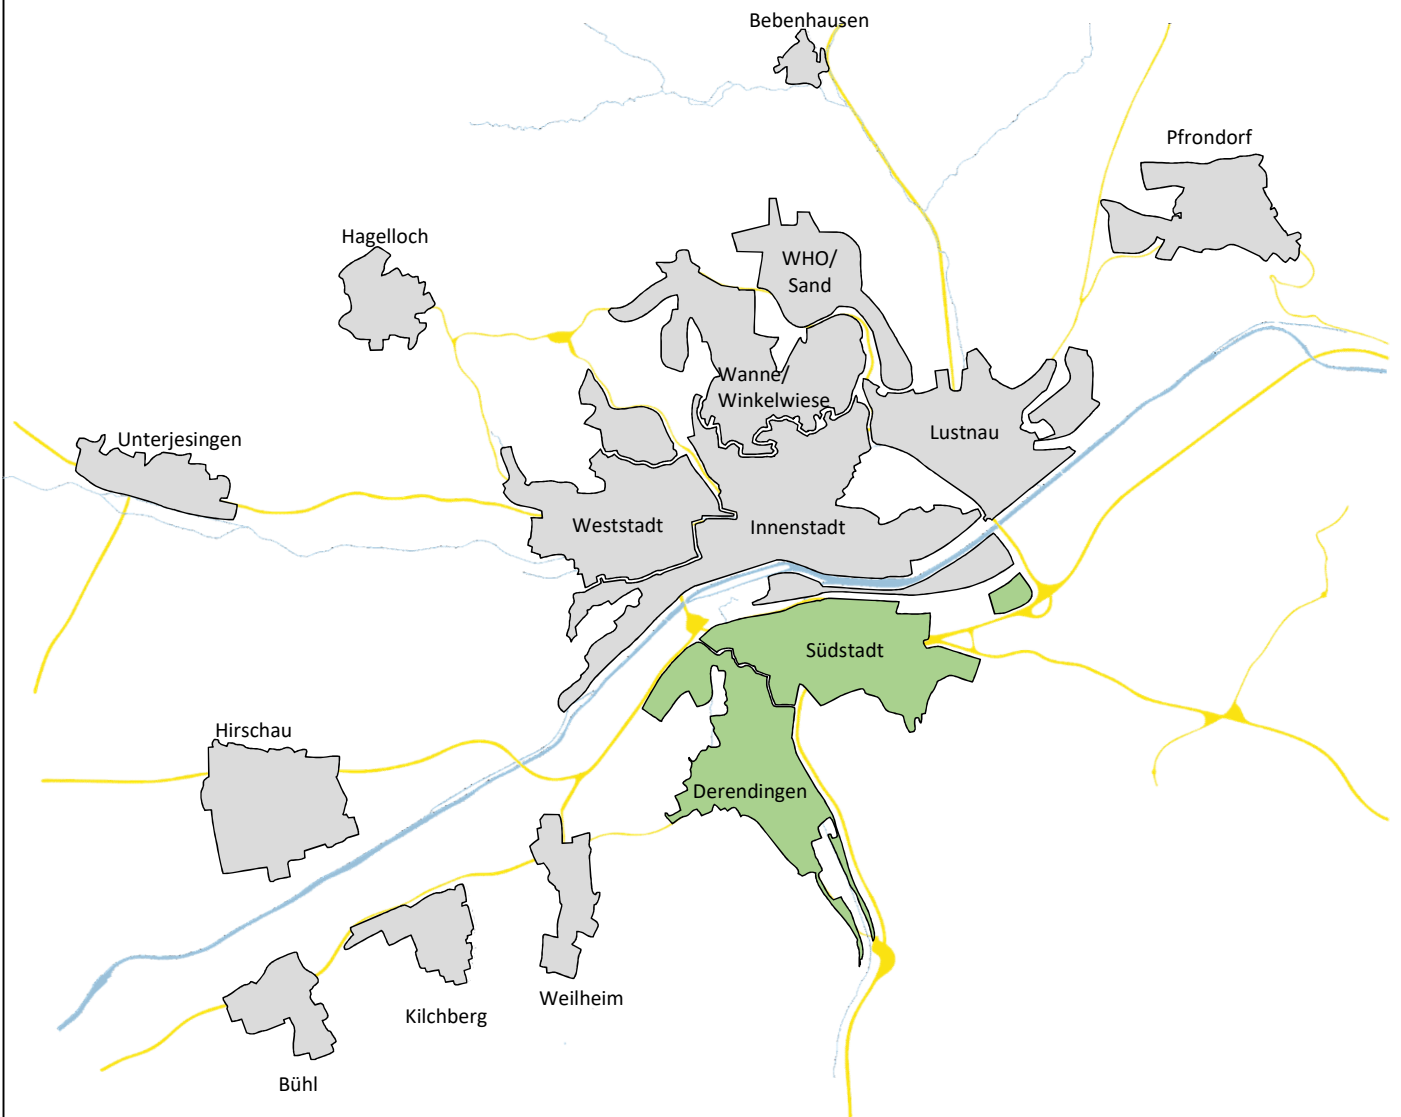 Bebenhausen
Pfrondorf
Hagelloch
WHO/
Sand
Wanne/
Winkelwiese
Lustnau
Unterjesingen
Weststadt
Innenstadt
Südstadt
Hirschau
Derendingen
Weilheim
Kilchberg
Bühl